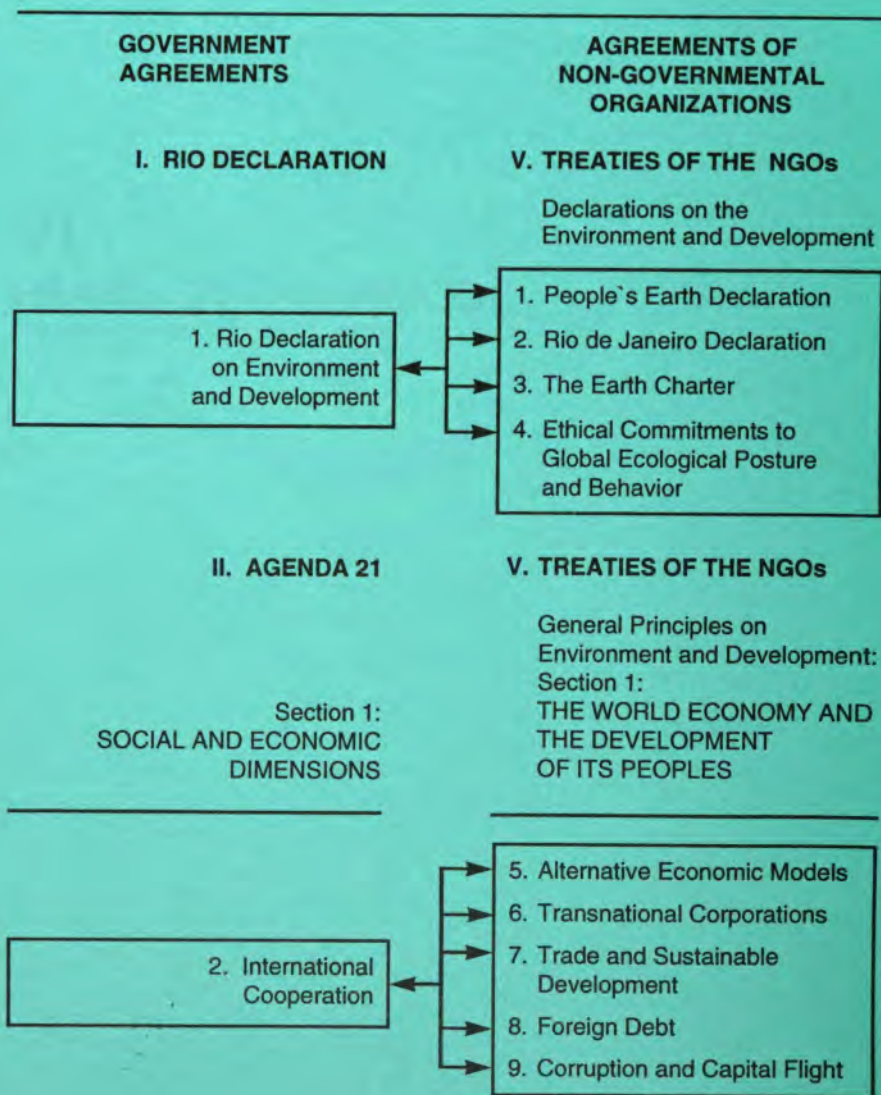 GOVERNMENT
AGREEMENTS
AGREEMENTS OF
NON-GOVERNMENTAL
ORGANIZATIONS
I. RIO DECLARATION
V. TREATIES OF THE NGOs
Declarations on the
Environment and Development
1. Rio Declaration
on Environment
and Development
1. People`s Earth Declaration
2. Rio de Janeiro Declaration
3. The Earth Charter
4. Ethical Commitments to
Global Ecological Posture
and Behavior
II. AGENDA 21
V. TREATIES OF THE NGOs
Section 1:
SOCIAL AND ECONOMIC
DIMENSIONS
General Principles on
Environment and Development:
Section 1:
THE WORLD ECONOMY AND
THE DEVELOPMENT
OF ITS PEOPLES
2. International
Cooperation
5. Alternative Economic Models
6. Transnational Corporations
7. Trade and Sustainable
Development
8. Foreign Debt
9. Corruption and Capital Flight